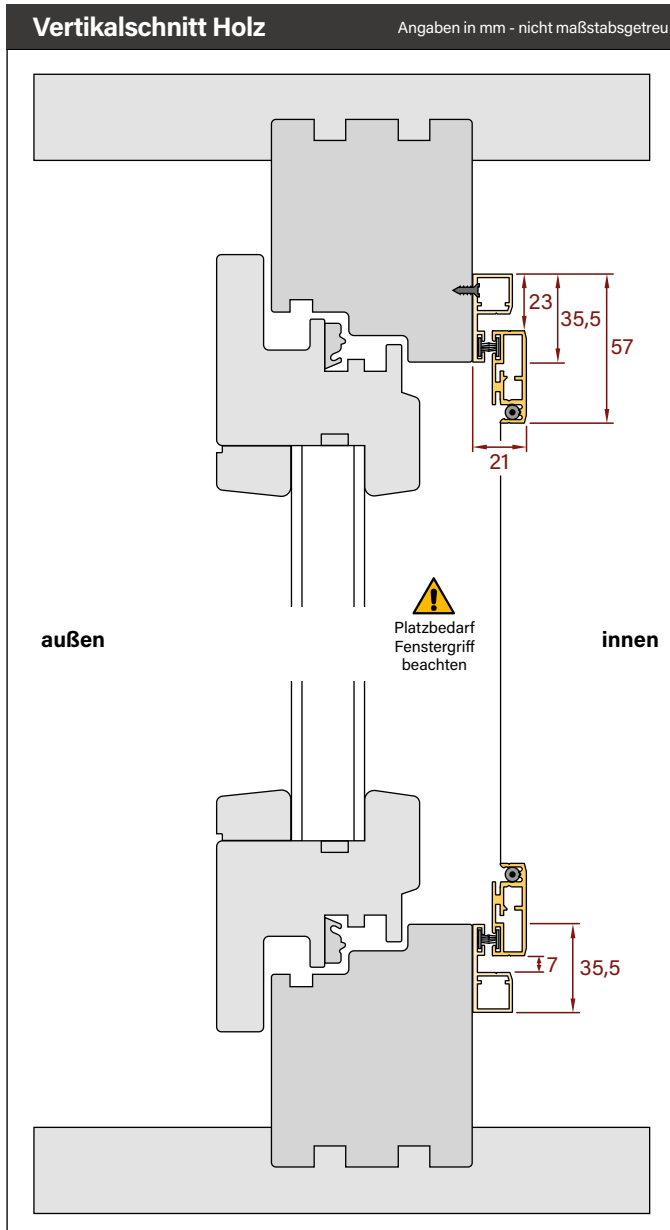 Vertikalschnitt Holz
Angaben in mm - nicht maßstabsgetreu
23
35,5
57
21
Platzbedarf
Fenstergriff
beachten
außen
innen
7
35,5